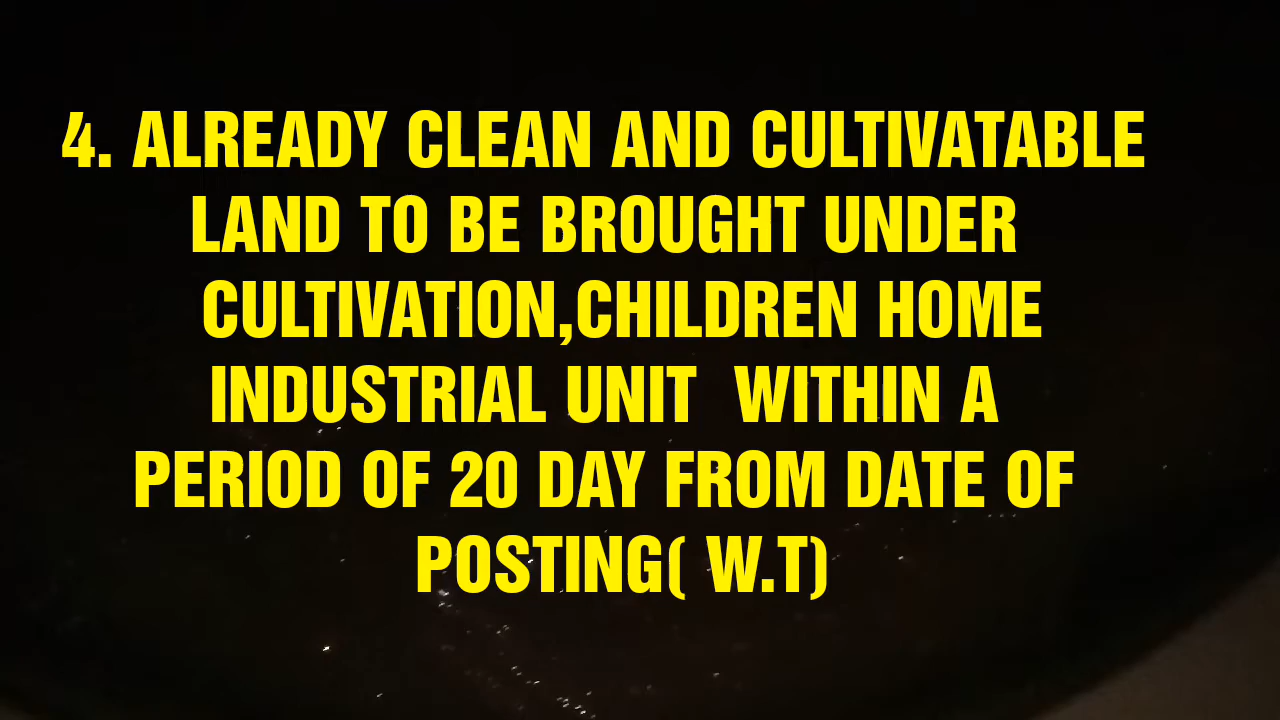 4. ALREADY CLEAN AND CULTIVATABLE
LAND TO BE BROUGHT UNDER
CULTIVATION,CHILDREN HOME
INDUSTRIAL UNIT  WITHIN A
PERIOD OF 20 DAY FROM DATE OF
POSTING( W.T)